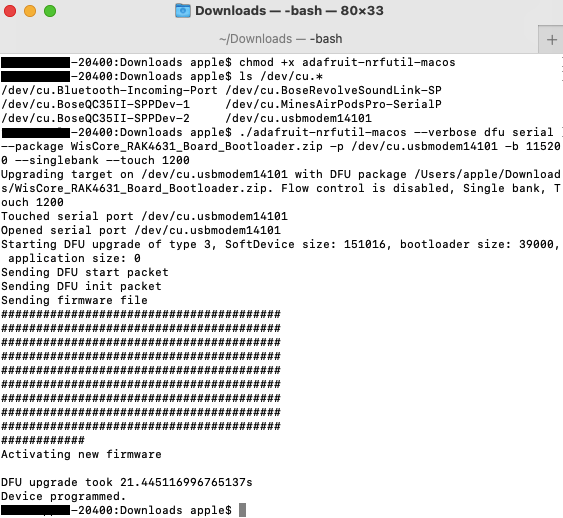 Downloads — -bash — 80×33
~/Downloads — -bash
-20400:Downloads apple$ chmod +x adafruit-nrfutil-macos
-20400:Downloads apple$ ls /dev/cu.*
/dev/cu.Bluetooth-Incoming-Port /dev/cu.BoseRevolveSoundLink-SP
/dev/cu.BoseQC35II-SPPDev-1 /dev/cu.MinesAirPodsPro-SerialP
/dev/cu.BoseQC35II-SPPDev-2 /dev/cu.usbmodem14101
-20400:Downloads apple$ ./adafruit-nrfutil-macos --verbose dfu serial
--package WisCore_RAK4631_Board_Bootloader.zip -p /dev/cu.usbmodem14101 -b 11520
0 --singlebank --touch 1200
Upgrading target on /dev/cu.usbmodem14101 with DFU package /Users/apple/Download
s/WisCore_RAK4631_Board_Bootloader.zip. Flow control is disabled, Single bank, T
ouch 1200
Touched serial port /dev/cu.usbmodem14101
Opened serial port /dev/cu.usbmodem14101
Starting DFU upgrade of type 3, SoftDevice size: 151016, bootloader size: 39000,
application size: 0
Sending DFU start packet
Sending DFU init packet
Sending firmware file
########################################
########################################
########################################
########################################
########################################
########################################
########################################
########################################
########################################
############
Activating new firmware
DFU upgrade took 21.445116996765137s
Device programmed.
-20400:Downloads apple$